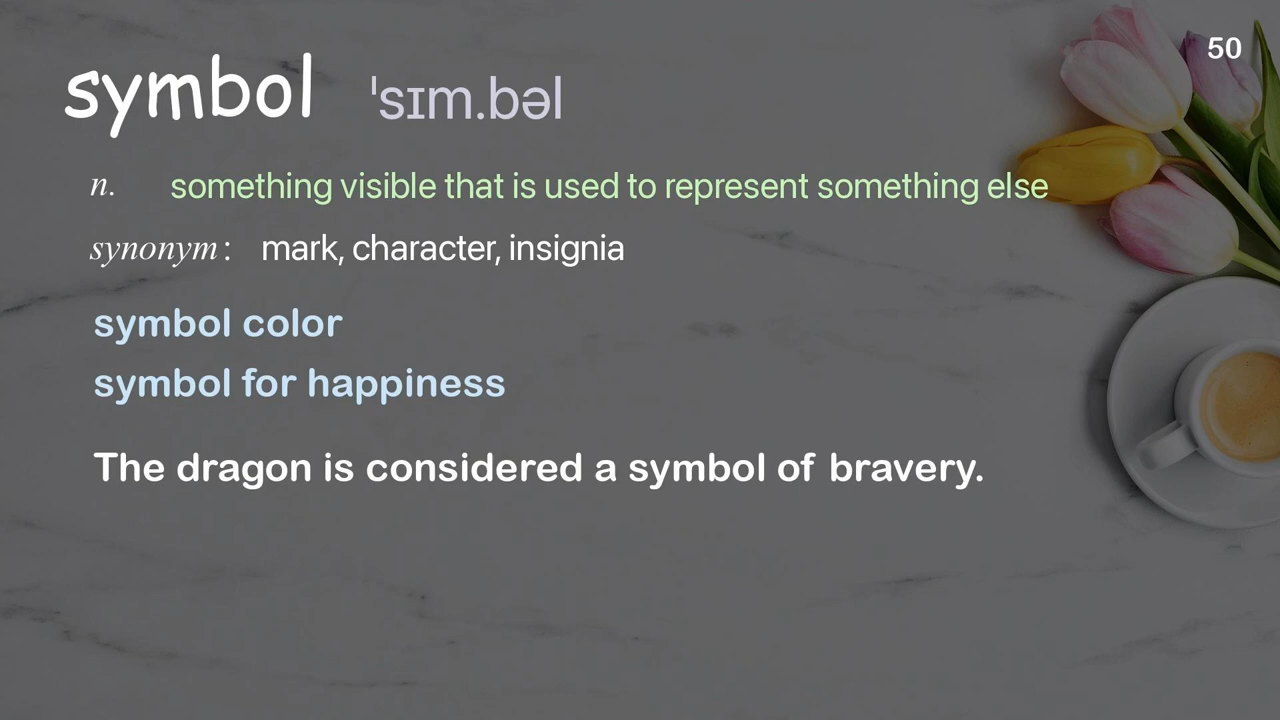 50
symbol ˈsɪm.bəl
n. something visible that is used to represent something else
synonym: mark, character, insignia
symbol color
symbol for happiness
The dragon is considered a symbol of bravery.